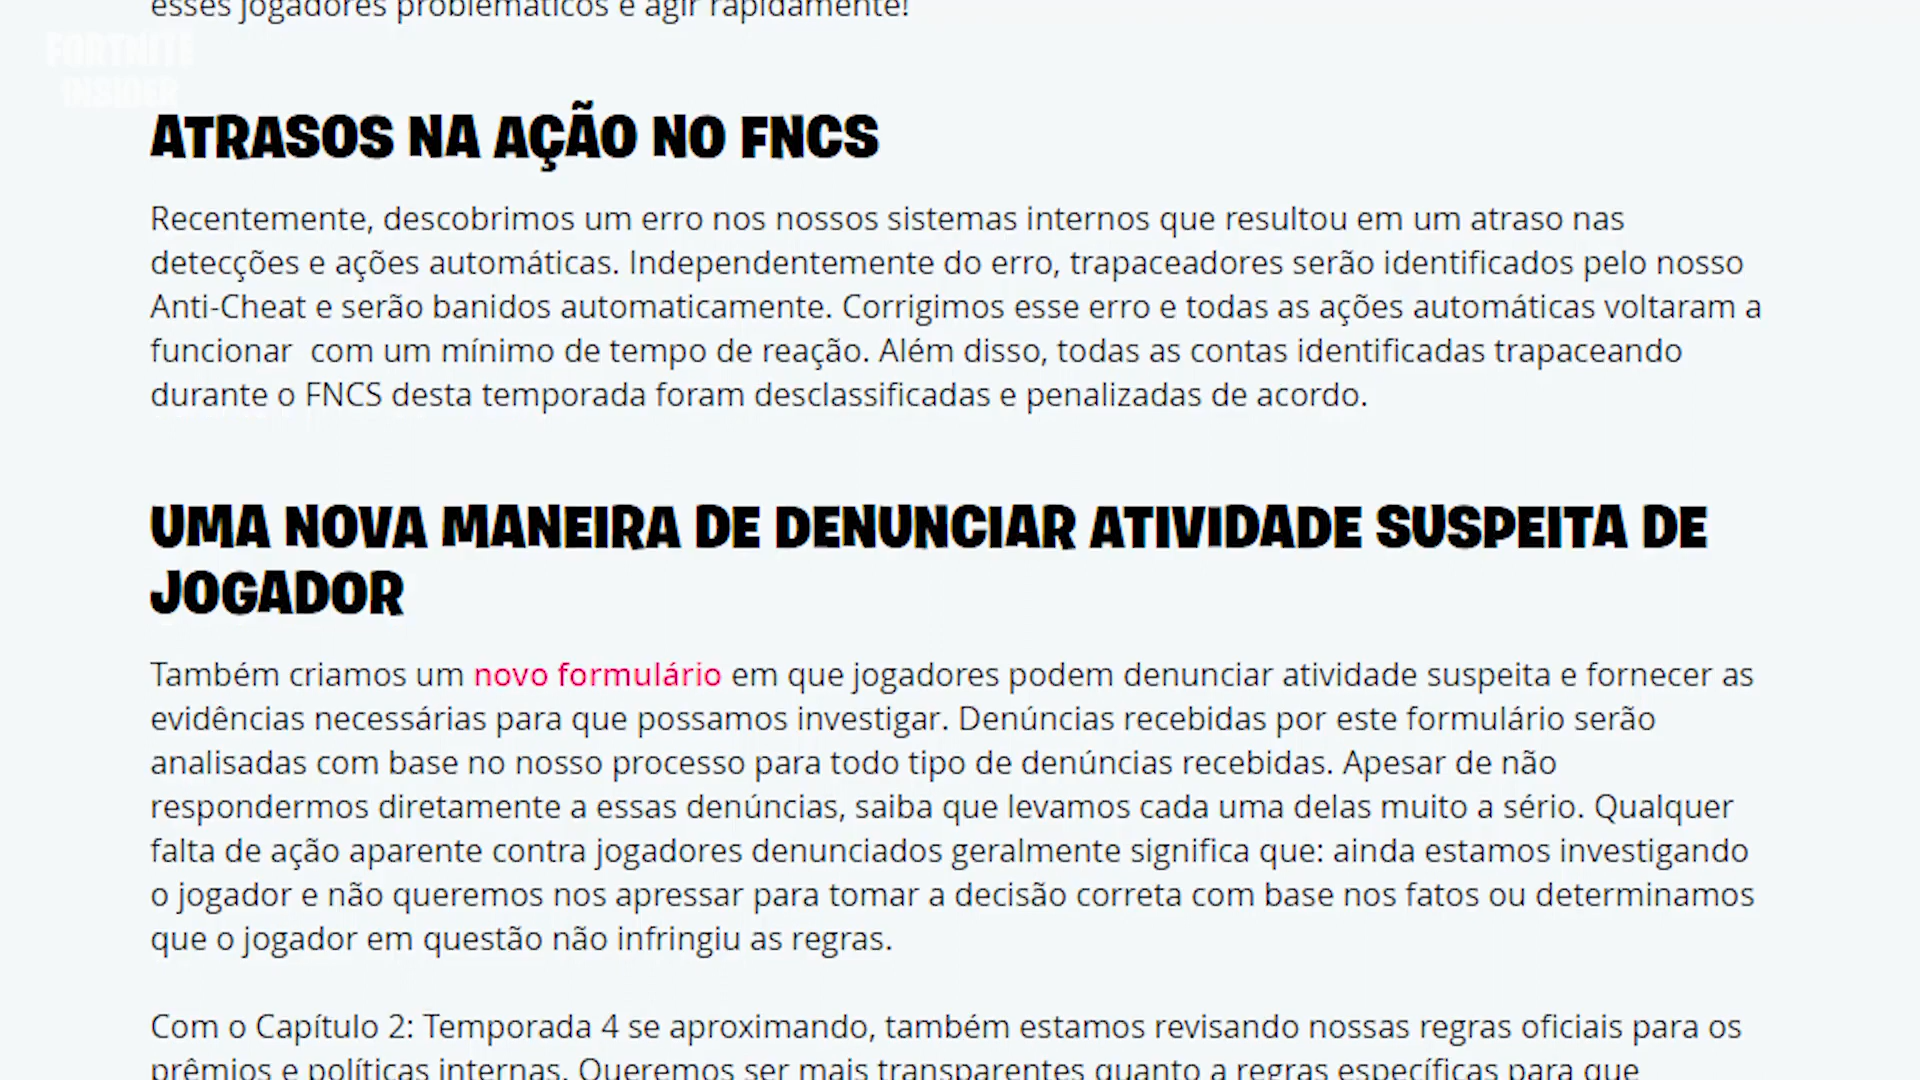 esses jogadores problemáticos e agir rapidamente!
FORTNITE
INSIDER
ATRASOS NA AÇÃO NO FNCS
Recentemente, descobrimos um erro nos nossos sistemas internos que resultou em um atraso nas
detecções e ações automáticas. Independentemente do erro, trapaceadores serão identificados pelo nosso
Anti-Cheat e serão banidos automaticamente. Corrigimos esse erro e todas as ações automáticas voltaram a
funcionar  com um mínimo de tempo de reação. Além disso, todas as contas identificadas trapaceando
durante o FNCS desta temporada foram desclassificadas e penalizadas de acordo.
UMA NOVA MANEIRA DE DENUNCIAR ATIVIDADE SUSPEITA DE
JOGADOR
Também criamos um novo formulário em que jogadores podem denunciar atividade suspeita e fornecer as
evidências necessárias para que possamos investigar. Denúncias recebidas por este formulário serão
analisadas com base no nosso processo para todo tipo de denúncias recebidas. Apesar de não
respondermos diretamente a essas denúncias, saiba que levamos cada uma delas muito a sério. Qualquer
falta de ação aparente contra jogadores denunciados geralmente significa que: ainda estamos investigando
o jogador e não queremos nos apressar para tomar a decisão correta com base nos fatos ou determinamos
que o jogador em questão não infringiu as regras.
Com o Capítulo 2: Temporada 4 se aproximando, também estamos revisando nossas regras oficiais para os
prêmios e políticas internas. Queremos ser mais transparentes quanto a regras específicas para que